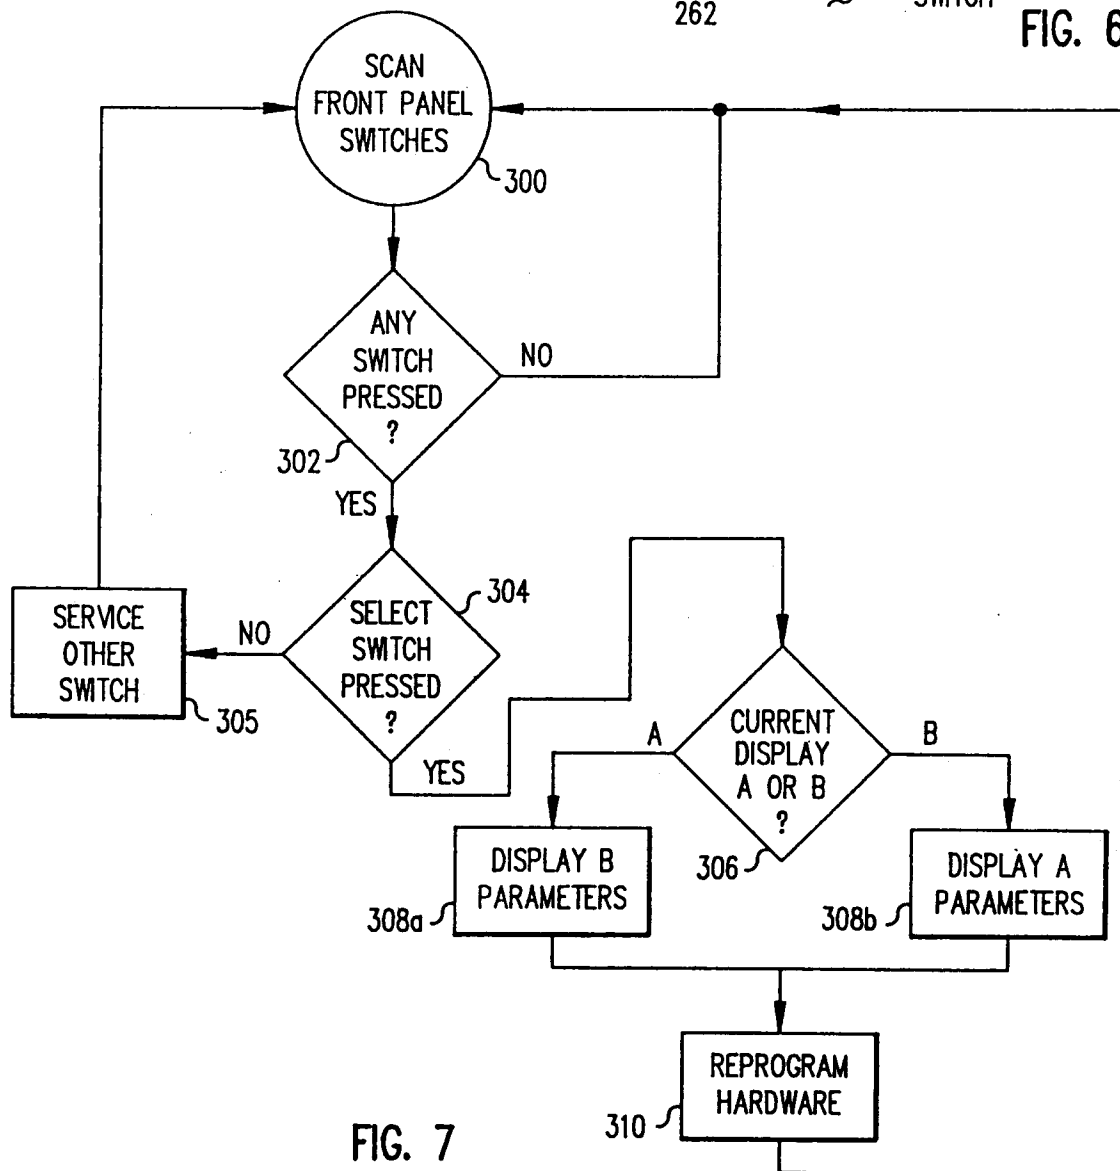 262
SWITCH
FIG. 6
SCAN
FRONT PANEL
SWITCHES
300
ANY
SWITCH
PRESSED
?
NO
302
YES
304
SELECT
SWITCH
PRESSED
?
NO
SERVICE
OTHER
SWITCH
305
YES
CURRENT
DISPLAY
A OR B
?
A
B
306
DISPLAY B
PARAMETERS
308a
DISPLAY A
PARAMETERS
308b
REPROGRAM
HARDWARE
310
FIG. 7